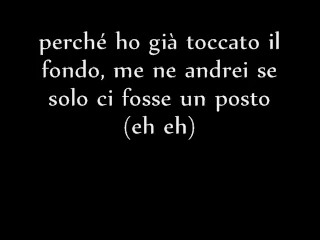 perché ho già toccato il
fondo, me ne andrei se
solo ci fosse un posto
(eh eh)